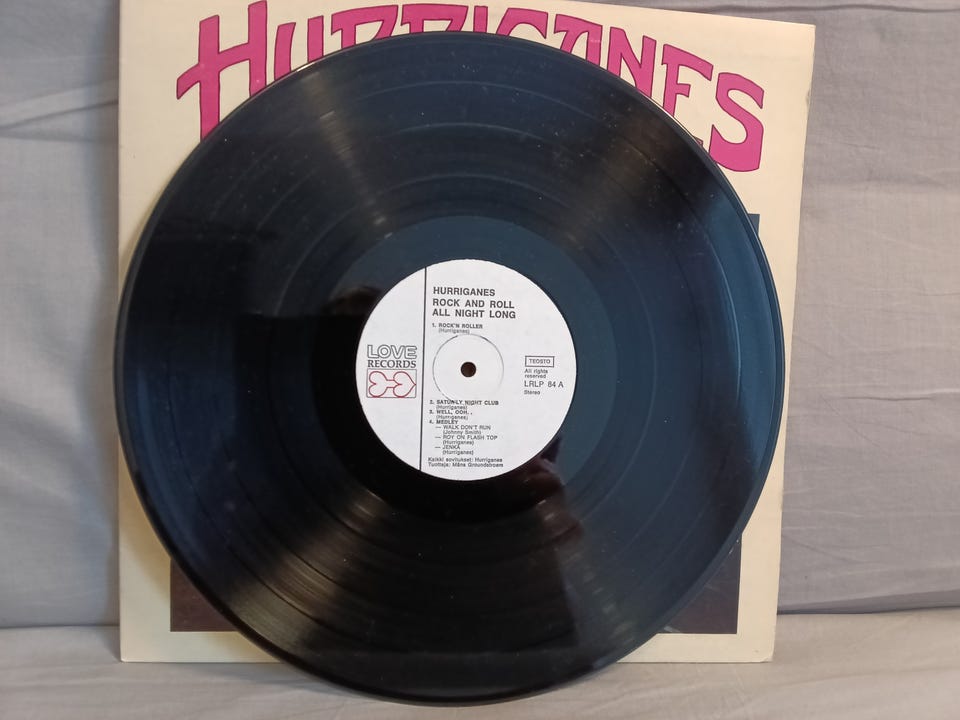 HURRIGANES
HURRIGANES
ROCK AND ROLL
ALL NIGHT LONG
1. ROCK'N ROLLER
(Hurriganes)
LOVE
RECORDS
TEOSTO
All rights
reserved
LRLP 84 A
Stereo
2. SATURLY NIGHT CLUB
(Hurriganes)
3. WELL, OOH..
(Hurriganes)
4. MEDLEY
— WALK DON'T RUN
(Johnny Smith)
— ROY ON FLASH TOP
(Hurriganes)
— JENKA
(Hurriganes)
Kaikki sovitukset: Hurriganes
Tuottaja: Måns Groundstroem